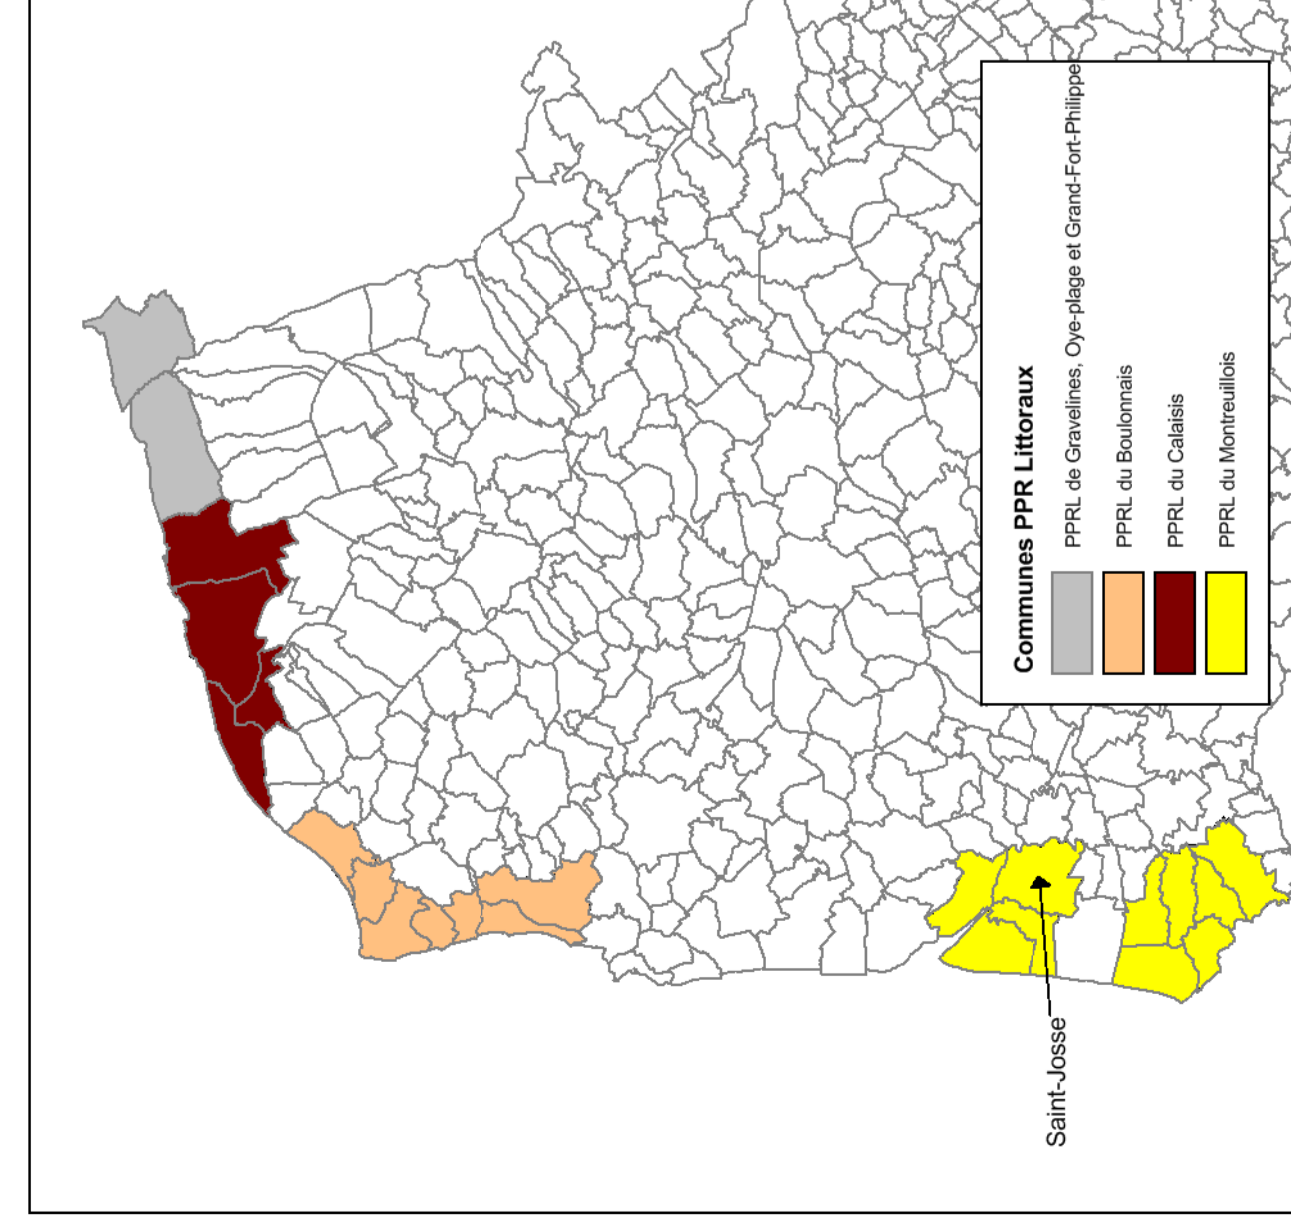 Communes PPR Littoraux
PPRL de Gravelines, Oye-plage et Grand-Fort-Philippe
PPRL du Boulonnais
PPRL du Calaisis
PPRL du Montreuillois
Saint-Josse